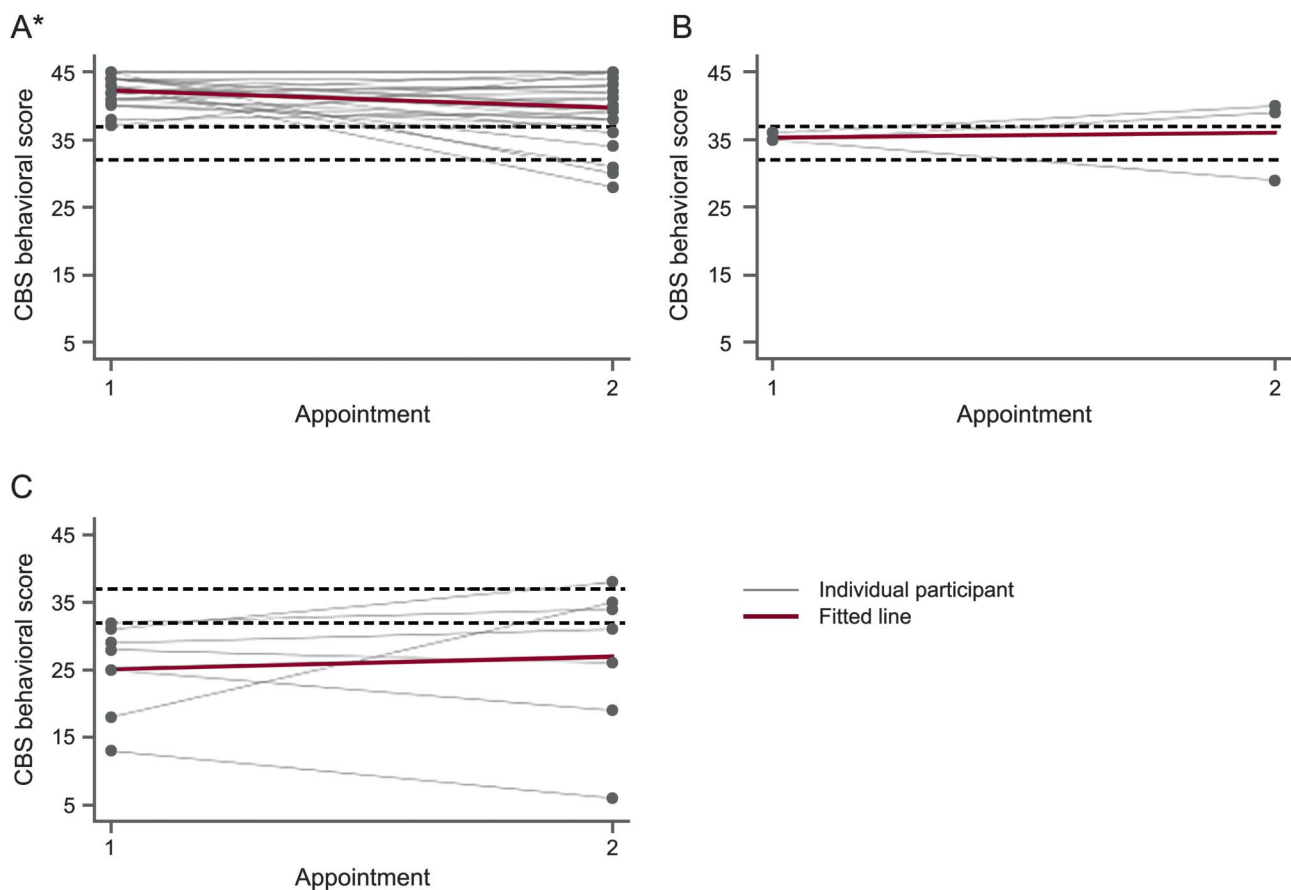 A*
CBS behavioral score
45
35
25
15
5
1
2
Appointment
B
CBS behavioral score
45
35
25
15
5
1
2
Appointment
C
CBS behavioral score
45
35
25
15
5
1
2
Appointment
Individual participant
Fitted line